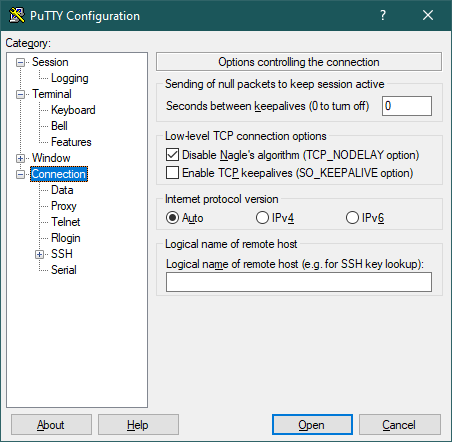 PuTTY Configuration
Category:
Session
Logging
Terminal
Keyboard
Bell
Features
Window
Connection
Data
Proxy
Telnet
Rlogin
SSH
Serial
Options controlling the connection
Sending of null packets to keep session active
Seconds between keepalives (0 to turn off)
0
Low-level TCP connection options
Disable Nagle's algorithm (TCP_NODELAY option)
Enable TCP keepalives (SO_KEEPALIVE option)
Internet protocol version
Auto
IPv4
IPv6
Logical name of remote host
Logical name of remote host (e.g. for SSH key lookup):
About
Help
Open
Cancel